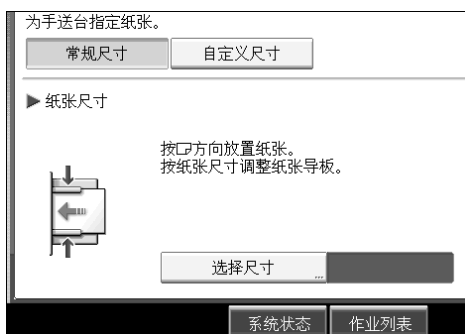 为手送台指定纸张。
常规尺寸 自定义尺寸
▶ 纸张尺寸
按方向放置纸张。
按纸张尺寸调整纸张导板。
选择尺寸
系统状态 作业列表